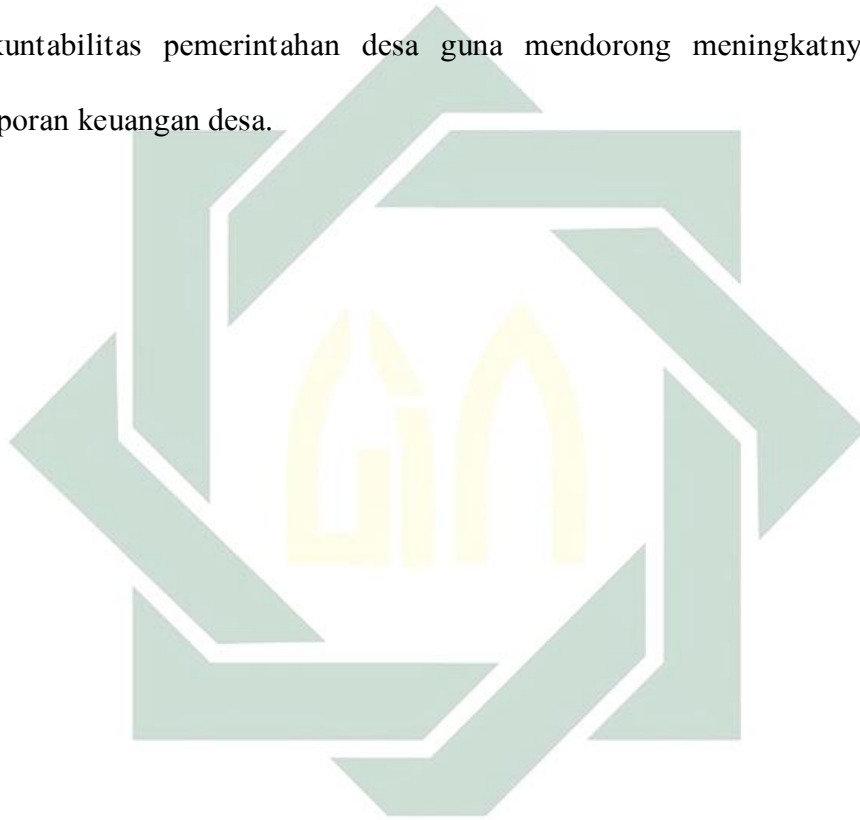 kuntabilitas pemerintahan desa guna mendorong meningkatny
poran keuangan desa.